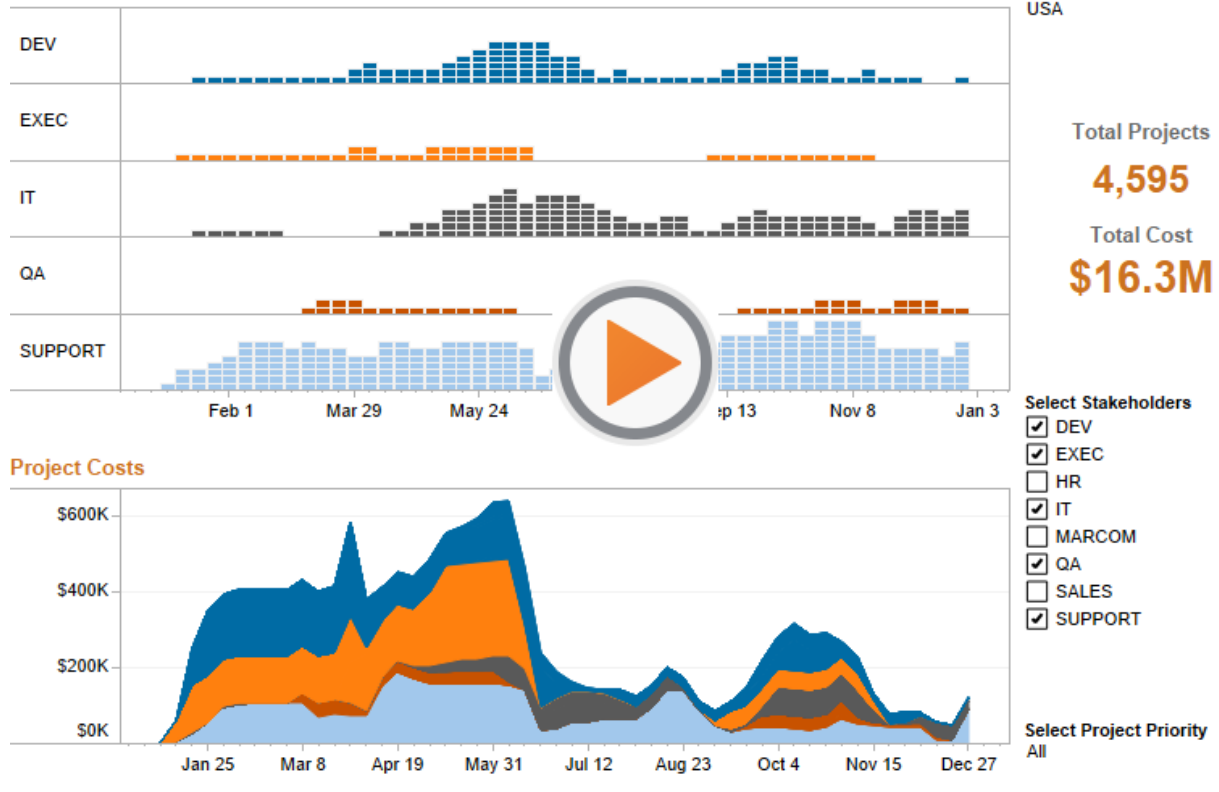 USA
DEV
EXEC
IT
QA
SUPPORT
Feb 1 Mar 29 May 24 ep 13 Nov 8 Jan 3
Total Projects
4,595
Total Cost
$16.3M
Select Stakeholders
DEV
EXEC
HR
IT
MARCOM
QA
SALES
SUPPORT
Project Costs
$600K
$400K
$200K
$0K
Jan 25 Mar 8 Apr 19 May 31 Jul 12 Aug 23 Oct 4 Nov 15 Dec 27
Select Project Priority
All